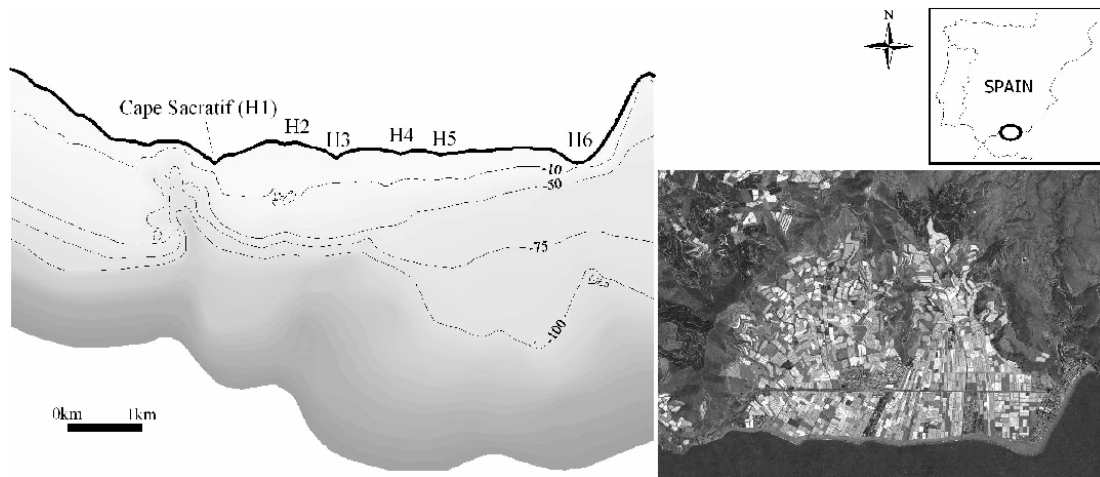 Cape Sacratif (H1)
H2
H3
H4
H5
H6
-10
-50
-75
-100
0km 1km
N
SPAIN